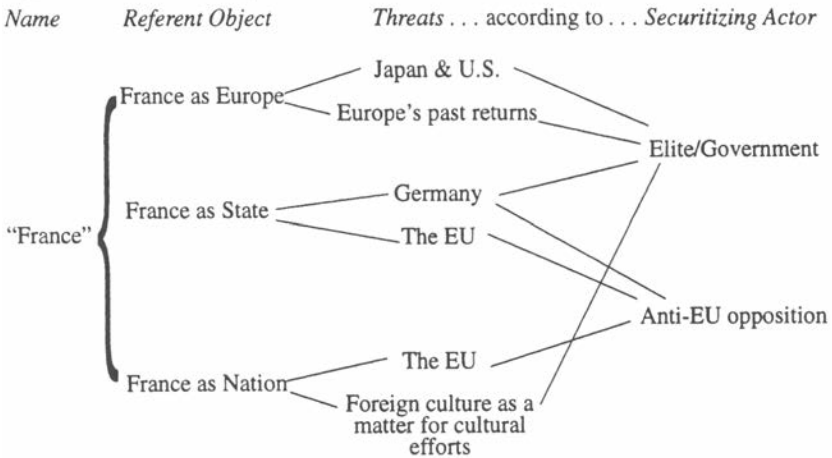 Name Referent Object Threats . . . according to . . . Securitizing Actor
Japan & U.S.
France as Europe
Europe's past returns
Elite/Government
Germany
France as State
"France"
The EU
Anti-EU opposition
The EU
France as Nation
Foreign culture as a
matter for cultural
efforts